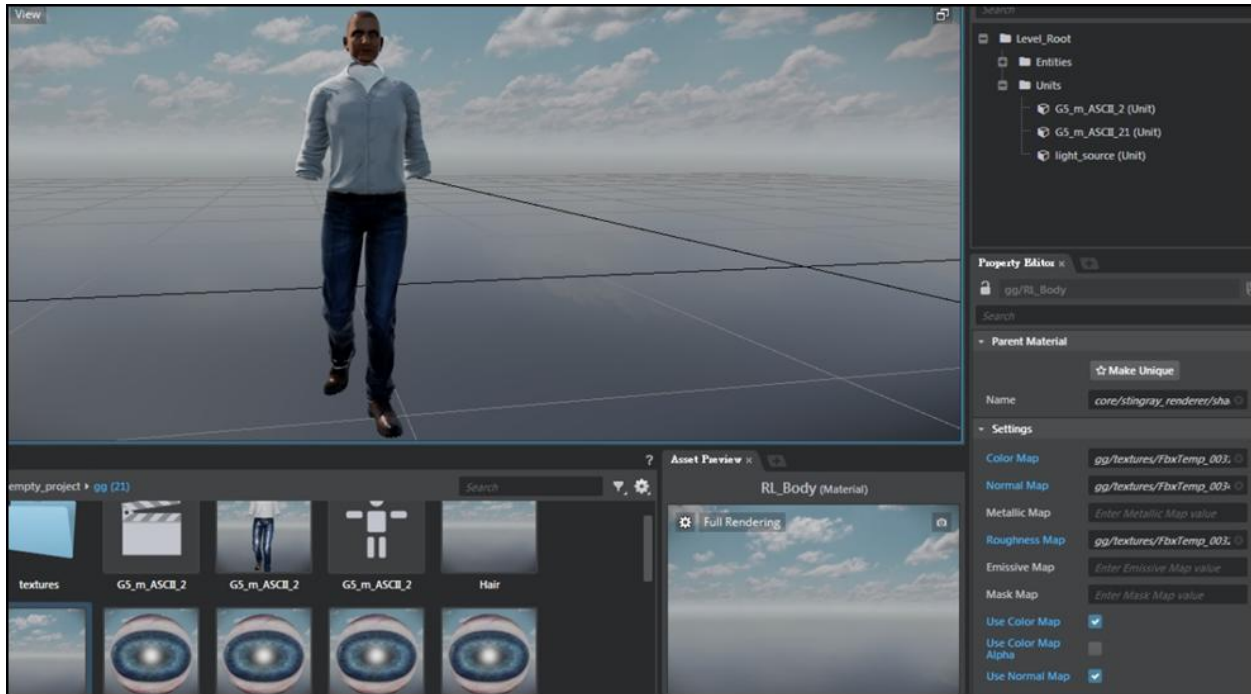 View
Search
Level_Root
Entities
Units
G5_m_ASCII_2 (Unit)
G5_m_ASCII_21 (Unit)
light_source (Unit)
Property Editor ×
gg/RL_Body
Search
Parent Material
Make Unique
Name core/stingray_renderer/sha
Settings
Color Map gg/textures/FbxTemp_003
Normal Map gg/textures/FbxTemp_003
Metallic Map Enter Metallic Map value
Roughness Map gg/textures/FbxTemp_003
Emissive Map Enter Emissive Map value
Mask Map Enter Mask Map value
Use Color Map
Use Color Map
Alpha
Use Normal Map
?
empty_project gg (21) Search
textures G5_m_ASCII_2 G5_m_ASCII_2 G5_m_ASCII_2 Hair
Asset Preview ×
RL_Body (Material)
Full Rendering